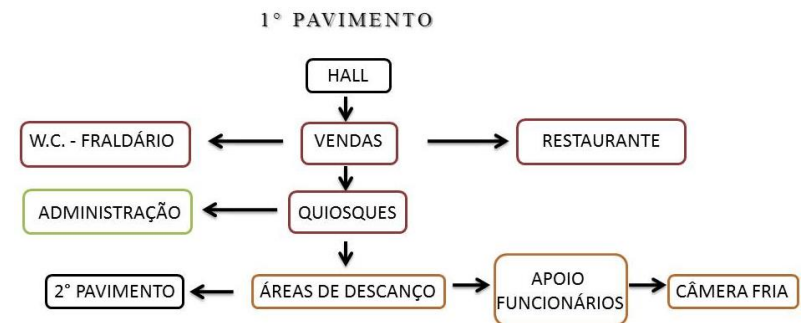 1° PAVIMENTO
HALL
W.C. - FRALDÁRIO
VENDAS
RESTAURANTE
ADMINISTRAÇÃO
QUIOSQUES
2° PAVIMENTO
ÁREAS DE DESCANÇO
APOIO
FUNCIONÁRIOS
CÂMERA FRIA